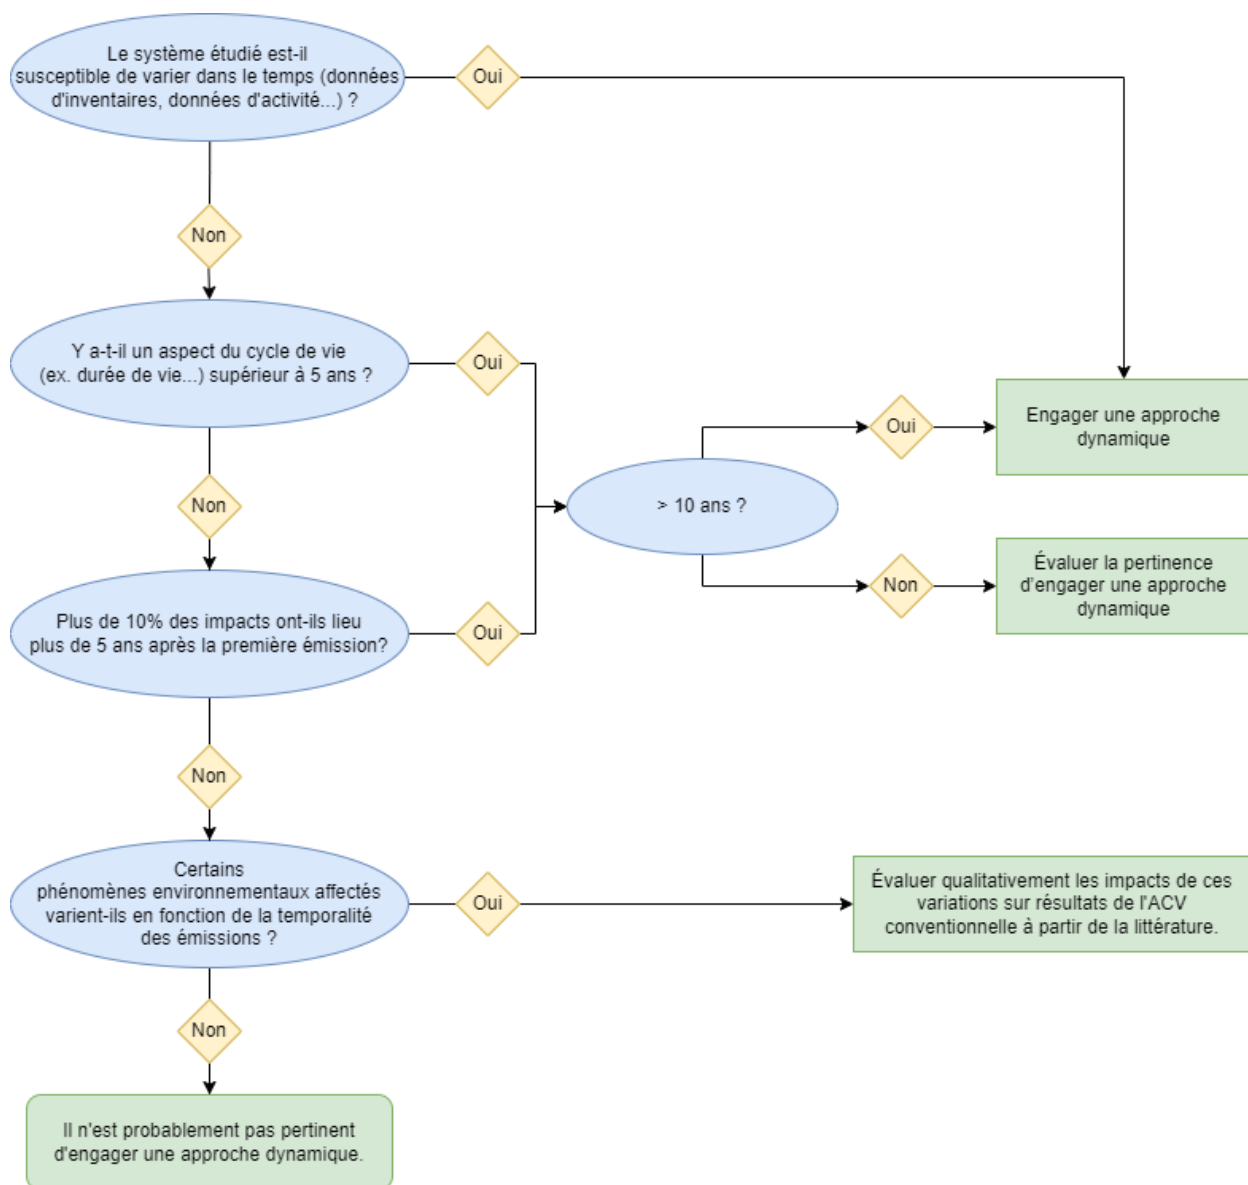 Le système étudié est-il
susceptible de varier dans le temps (données
d'inventaires, données d'activité...) ?
Oui
Non
Y a-t-il un aspect du cycle de vie
(ex. durée de vie...) supérieur à 5 ans ?
Oui
Non
> 10 ans ?
Oui
Engager une approche
dynamique
Non
Évaluer la pertinence
d'engager une approche
dynamique
Plus de 10% des impacts ont-ils lieu
plus de 5 ans après la première émission?
Oui
Non
Certains
phénomènes environnementaux affectés
varient-ils en fonction de la temporalité
des émissions ?
Oui
Évaluer qualitativement les impacts de ces
variations sur résultats de l'ACV
conventionnelle à partir de la littérature.
Non
Il n'est probablement pas pertinent
d'engager une approche dynamique.